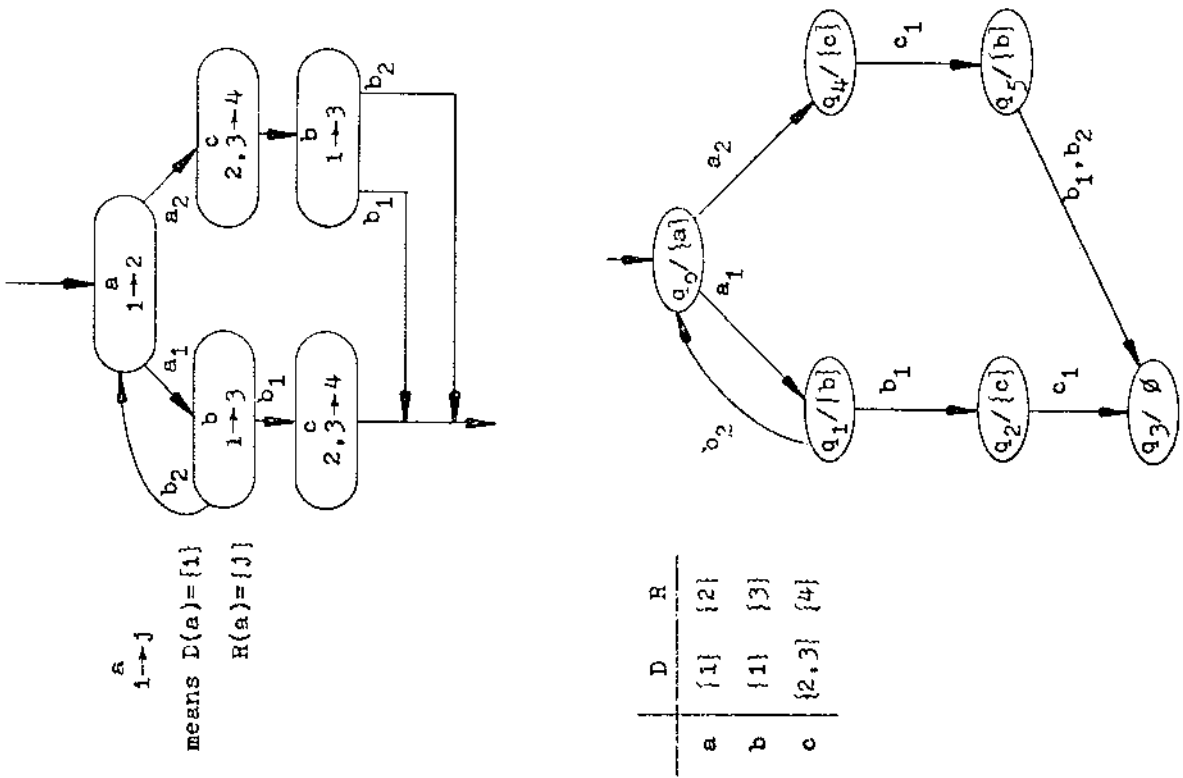 a
1→2
a₁
a₂
b₂
b
1→3
c
2,3→4
b₁
c
2,3→4
b
1→3
b₁
b₂
a
i→j
means D(a)={i}
R(a)={j}
D R
a {1} {2}
b {1} {3}
c {2,3} {4}
q₀/{a}
a₁
a₂
b₂
q₁/{b}
q₄/{c}
b₁
c₁
q₂/{c}
q₅/{b}
c₁
b₁,b₂
q₃/ ∅